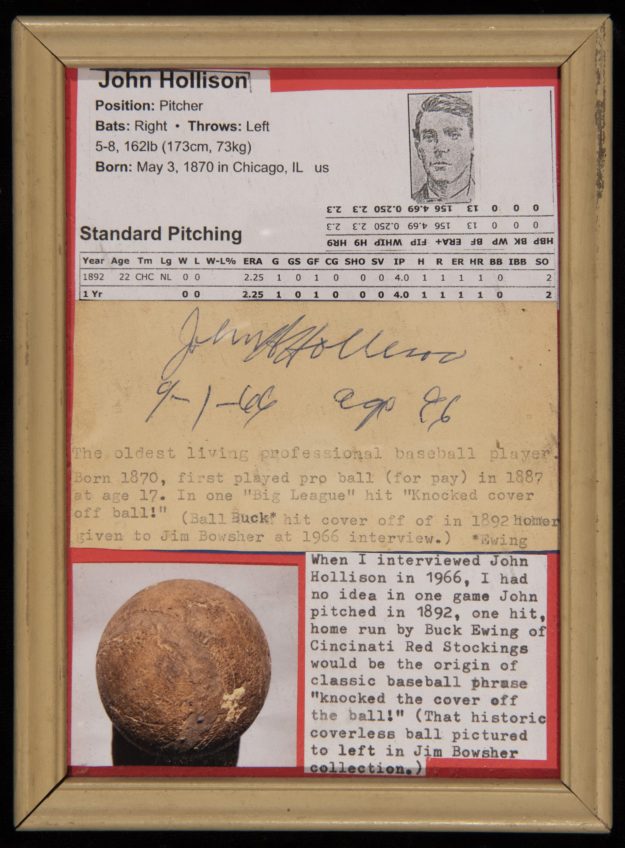 John Hollison
Position: Pitcher
Bats: Right • Throws: Left
5-8, 162lb (173cm, 73kg)
Born: May 3, 1870 in Chicago, IL us
HBP BK WP BF ERA+ FIP WHIP H9 HR9
0 0 0 13 156 4.69 0.250 2.3 2.3
0 0 0 13 156 4.69 0.250 2.3 2.3
Standard Pitching
Year Age Tm Lg W L W-L% ERA G GS GF CG SHO SV IP H R ER HR BB IBB SO
1892 22 CHC NL 0 0 2.25 1 0 1 0 0 0 4.0 1 1 1 1 0 2
1 Yr 0 0 2.25 1 0 1 0 0 0 4.0 1 1 1 1 0 2
John H Hollison
9-1-66 age 96
The oldest living professional baseball player.
Born 1870, first played pro ball (for pay) in 1887
at age 17. In one "Big League" hit "Knocked cover
off ball!" (Ball Buck* hit cover off of in 1892 homer
given to Jim Bowsher at 1966 interview.) *Ewing
When I interviewed John
Hollison in 1966, I had
no idea in one game John
pitched in 1892, one hit,
home run by Buck Ewing of
Cincinati Red Stockings
would be the origin of
classic baseball phrase
"knocked the cover off
the ball!" (That historic
coverless ball pictured
to left in Jim Bowsher
collection.)